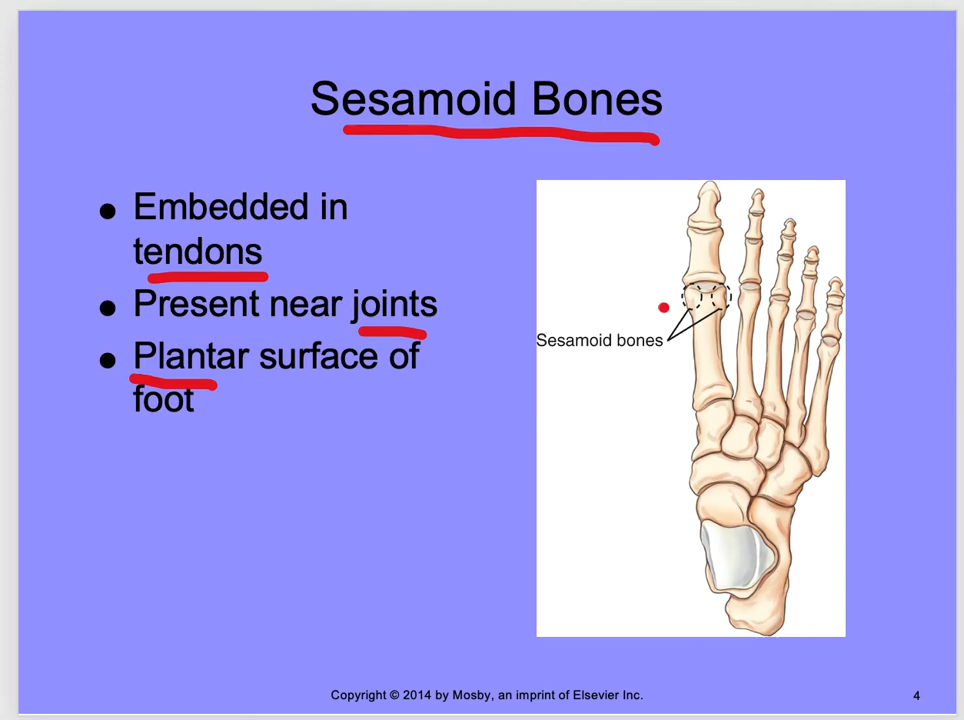 Sesamoid Bones
• Embedded in
tendons
• Present near joints
• Plantar surface of
foot
Sesamoid bones
Copyright © 2014 by Mosby, an imprint of Elsevier Inc.
4